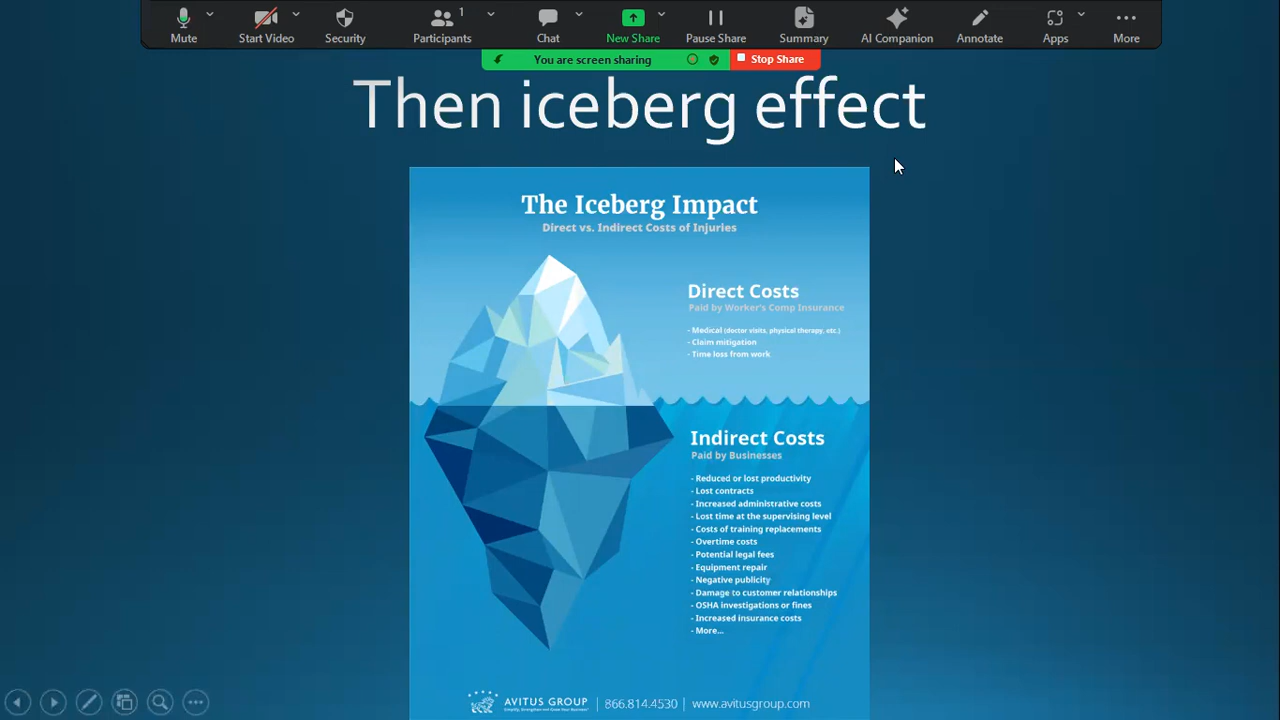 Mute
Start Video
Security
Participants
1
Chat
New Share
Pause Share
Summary
AI Companion
Annotate
Apps
More
You are screen sharing
Stop Share
Then iceberg effect
The Iceberg Impact
Direct vs. Indirect Costs of Injuries
Direct Costs
Paid by Worker's Comp Insurance
- Medical (doctor visits, physical therapy, etc.)
- Claim mitigation
- Time loss from work
Indirect Costs
Paid by Businesses
- Reduced or lost productivity
- Lost contracts
- Increased administrative costs
- Lost time at the supervising level
- Costs of training replacements
- Overtime costs
- Potential legal fees
- Equipment repair
- Negative publicity
- Damage to customer relationships
- OSHA investigations or fines
- Increased insurance costs
- More...
AVITUS GROUP | 866.814.4530 | www.avitusgroup.com